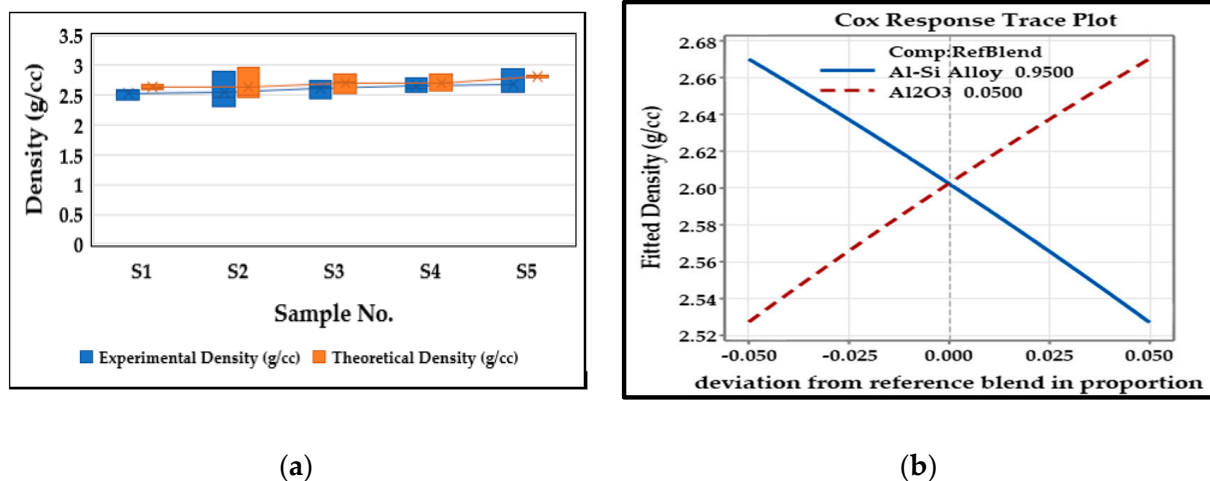 3.5
3
2.5
2
1.5
1
0.5
0
Density (g/cc)
S1 S2 S3 S4 S5
Sample No.
Experimental Density (g/cc) Theoretical Density (g/cc)
(a)
Cox Response Trace Plot
Comp:RefBlend
Al-Si Alloy 0.9500
Al2O3 0.0500
2.68
2.66
2.64
2.62
2.60
2.58
2.56
2.54
2.52
Fitted Density (g/cc)
-0.050 -0.025 0.000 0.025 0.050
deviation from reference blend in proportion
(b)